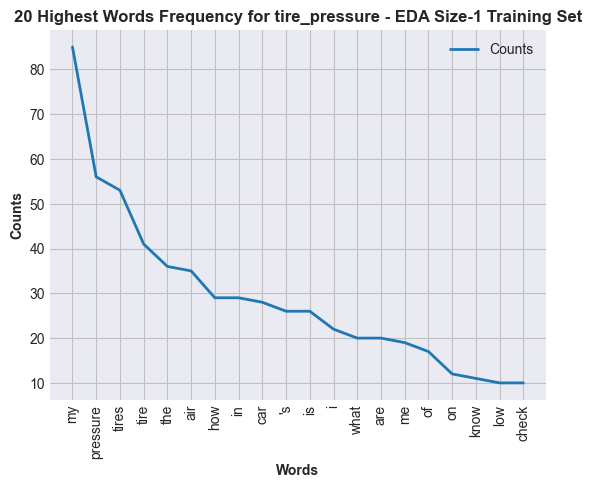 20 Highest Words Frequency for tire_pressure - EDA Size-1 Training Set
Counts
Counts
80
70
60
50
40
30
20
10
my
pressure
tires
tire
the
air
how
in
car
's
is
i
what
are
me
of
on
know
low
check
Words